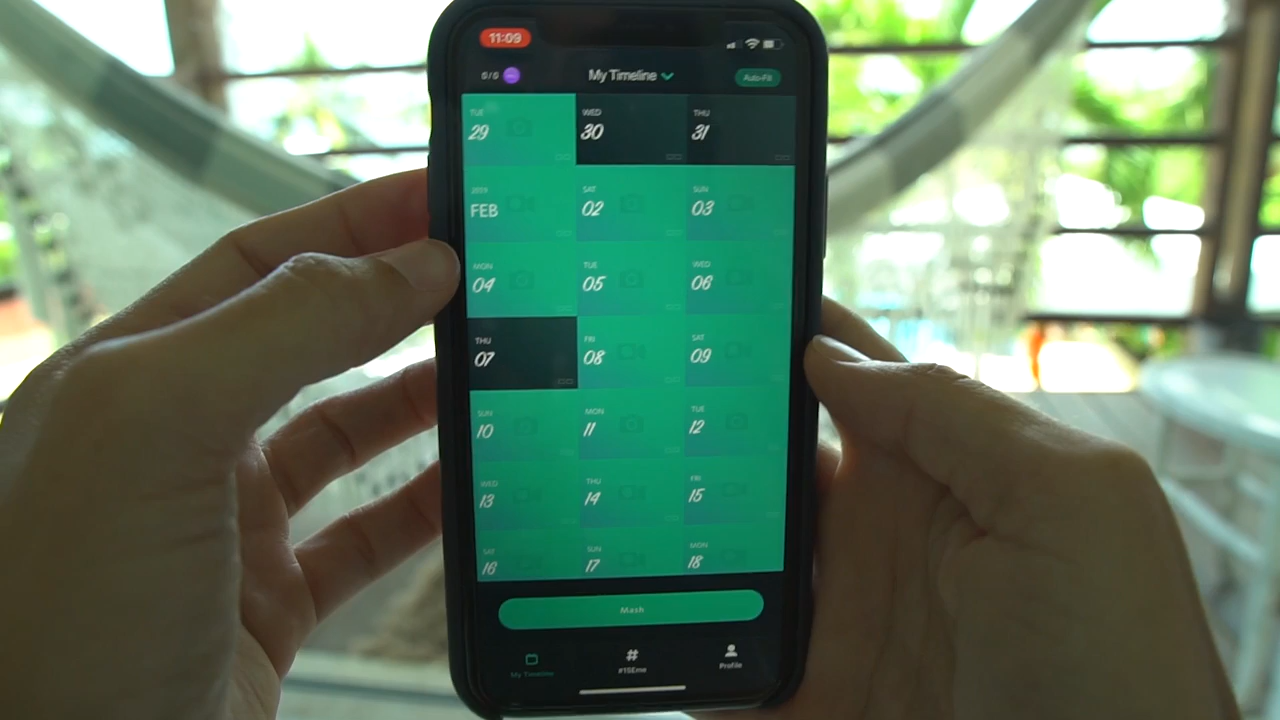 11:09
My Timeline
Auto-Fill
TUE WED THU
29 30 31
2019 SAT SUN
FEB 02 03
MON TUE WED
04 05 06
THU FRI SAT
07 08 09
SUN MON TUE
10 11 12
WED THU FRI
13 14 15
SAT SUN MON
16 17 18
Mash
My Timeline #1SEme Profile